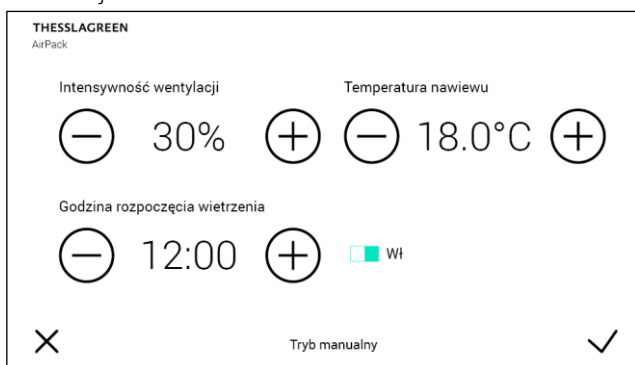 THESSLAGREEN
AirPack
Intensywność wentylacji
30%
Temperatura nawiewu
18.0°C
Godzina rozpoczęcia wietrzenia
12:00
Wł
Tryb manualny